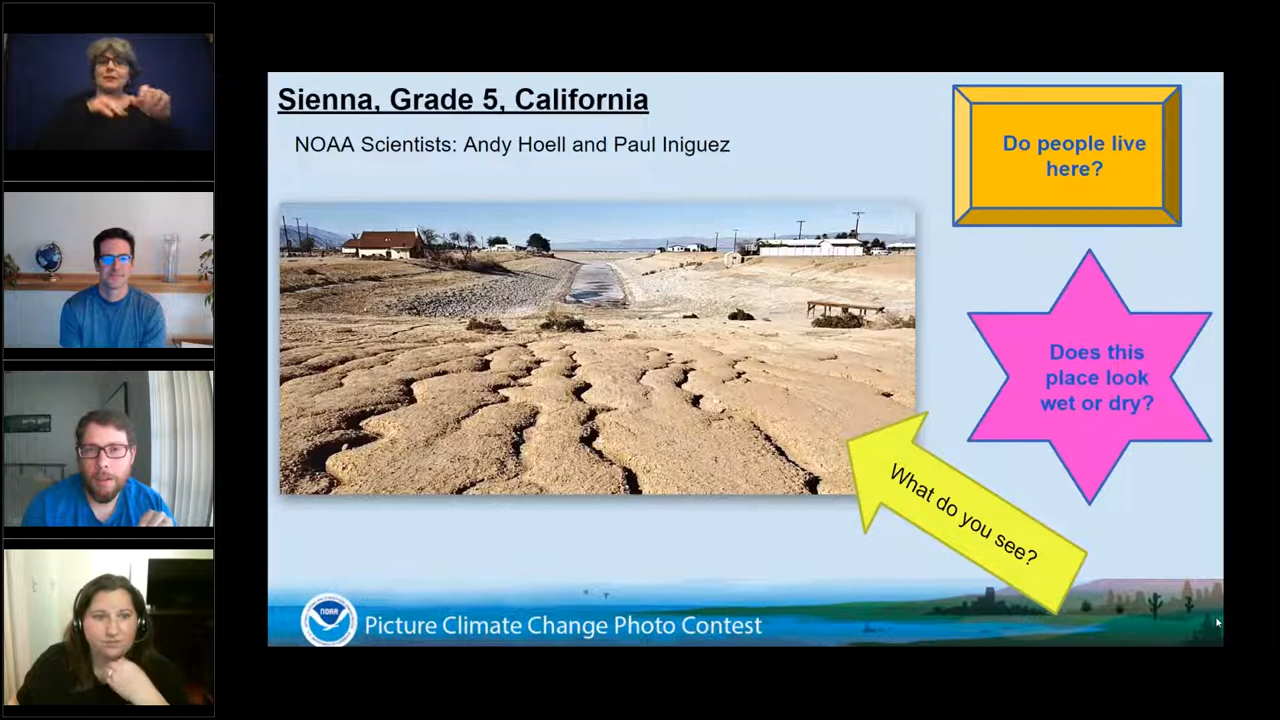 Sienna, Grade 5, California
NOAA Scientists: Andy Hoell and Paul Iniguez
Do people live
here?
Does this
place look
wet or dry?
What do you see?
NOAA
Picture Climate Change Photo Contest